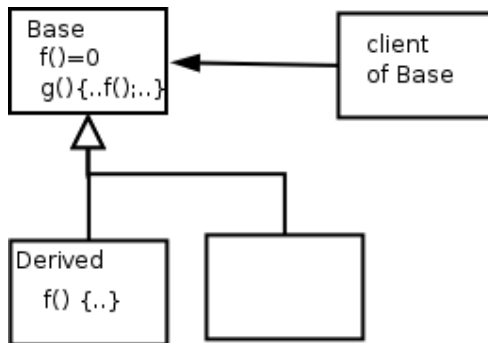 Base
f()=0
g(){..f();..}
client
of Base
Derived
f() {..}